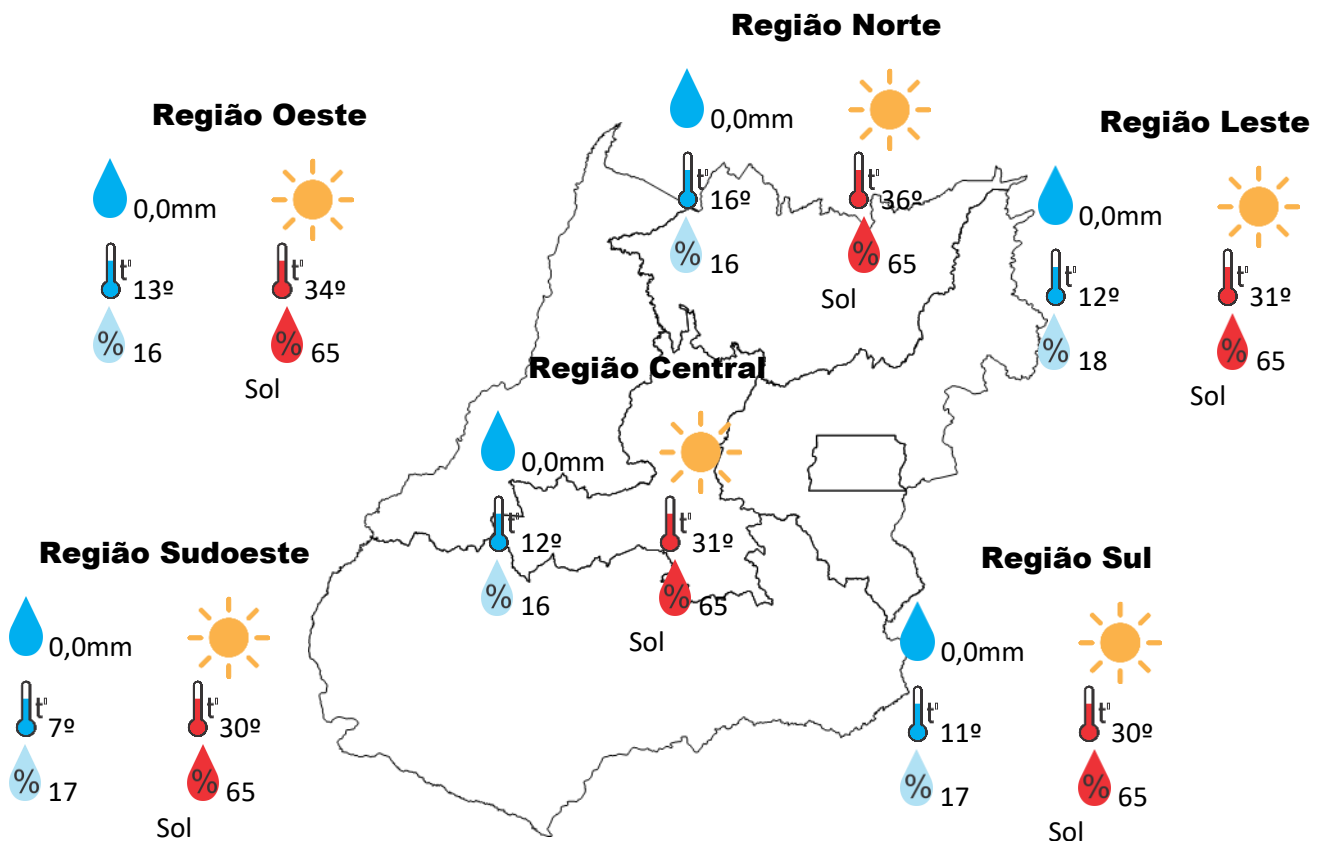 Região Norte
0,0mm
t° 16º
t° 36º
% 16
% 65
Sol
Região Oeste
0,0mm
t° 13º
t° 34º
% 16
% 65
Sol
Região Leste
0,0mm
t° 12º
t° 31º
% 18
% 65
Sol
Região Central
0,0mm
t° 12º
t° 31º
% 16
% 65
Sol
Região Sudoeste
0,0mm
t° 7º
t° 30º
% 17
% 65
Sol
Região Sul
0,0mm
t° 11º
t° 30º
% 17
% 65
Sol